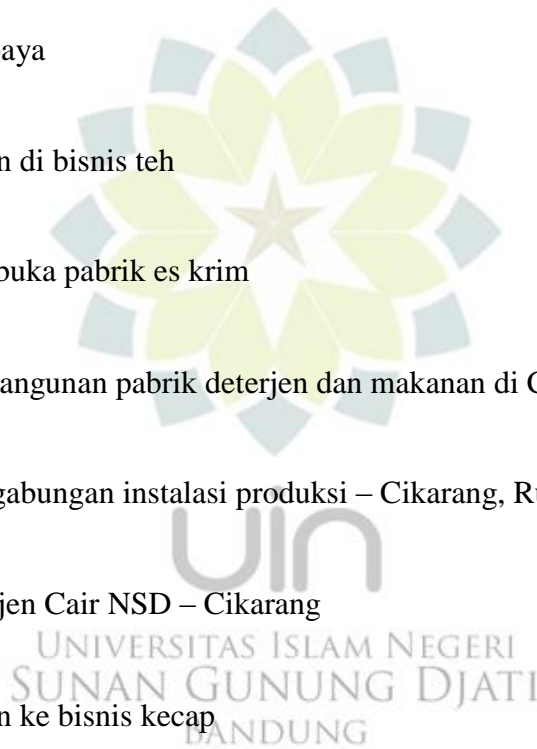 aya
n di bisnis teh
buka pabrik es krim
angunan pabrik deterjen dan makanan di C
gabungan instalasi produksi – Cikarang, Ru
jen Cair NSD – Cikarang
n ke bisnis kecap
uin
UNIVERSITAS ISLAM NEGERI
SUNAN GUNUNG DJATI
BANDUNG